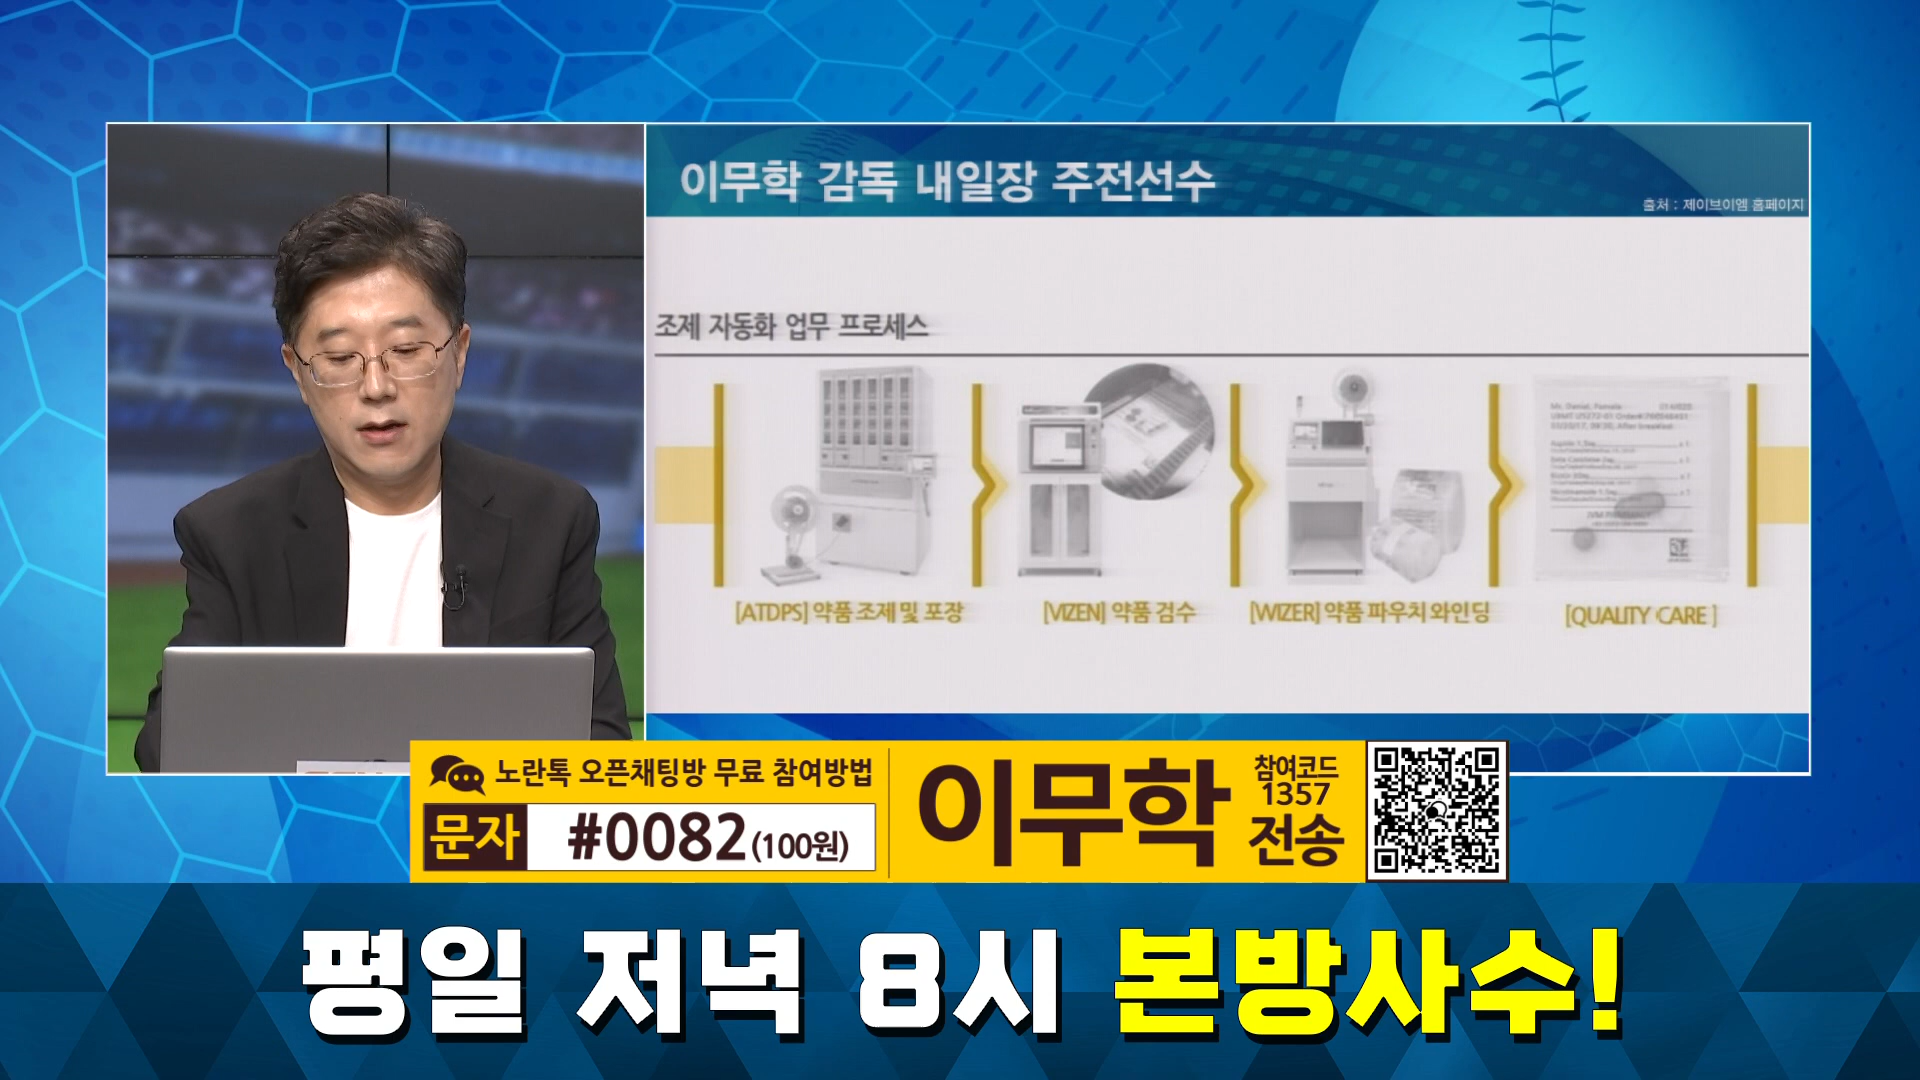 이무학 감독 내일장 주전선수
출처 : 제이브이엠 홈페이지
조제 자동화 업무 프로세스
[ATDPS] 약품 조제 및 포장
[VIZEN] 약품 검수
[WIZER] 약품 파우치 와인딩
[QUALITY CARE ]
노란톡 오픈채팅방 무료 참여방법
문자 #0082 (100원)
이무학
참여코드
1357
전송
평일 저녁 8시 본방사수!